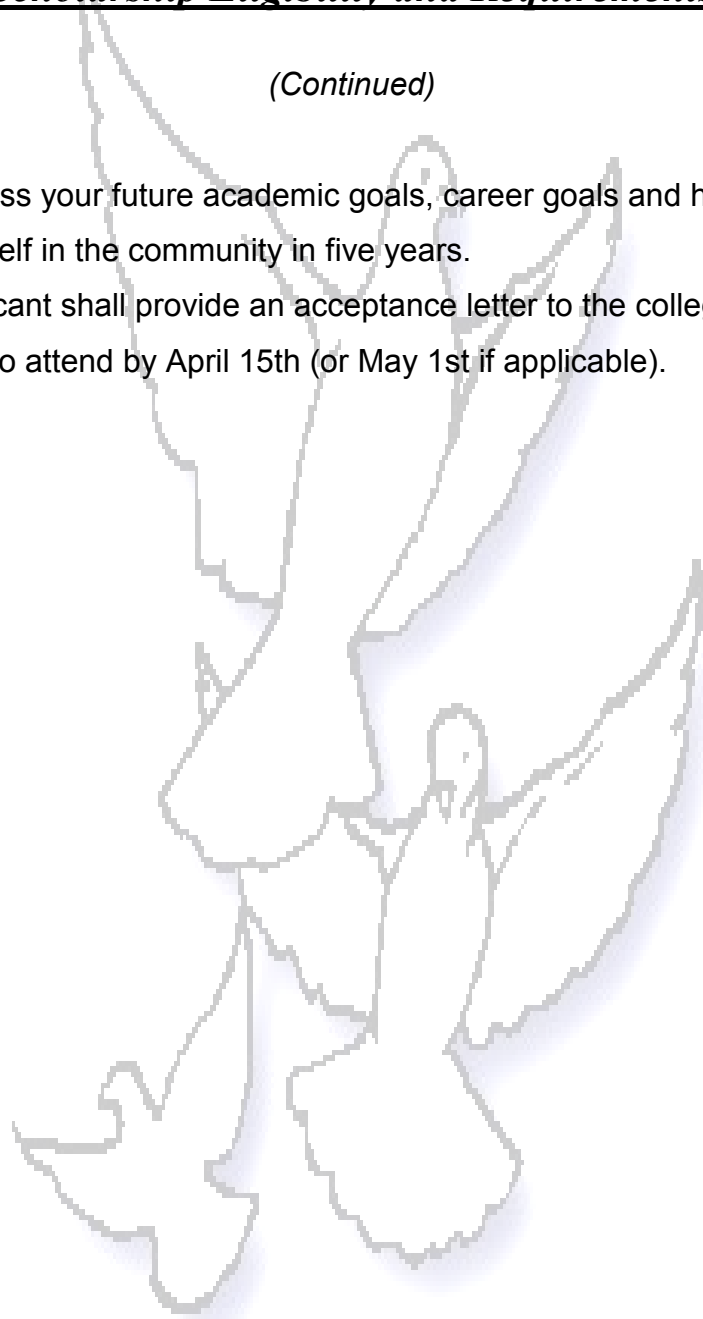 (Continued)
ss your future academic goals, career goals and h
elf in the community in five years.
cant shall provide an acceptance letter to the colleg
o attend by April 15th (or May 1st if applicable).